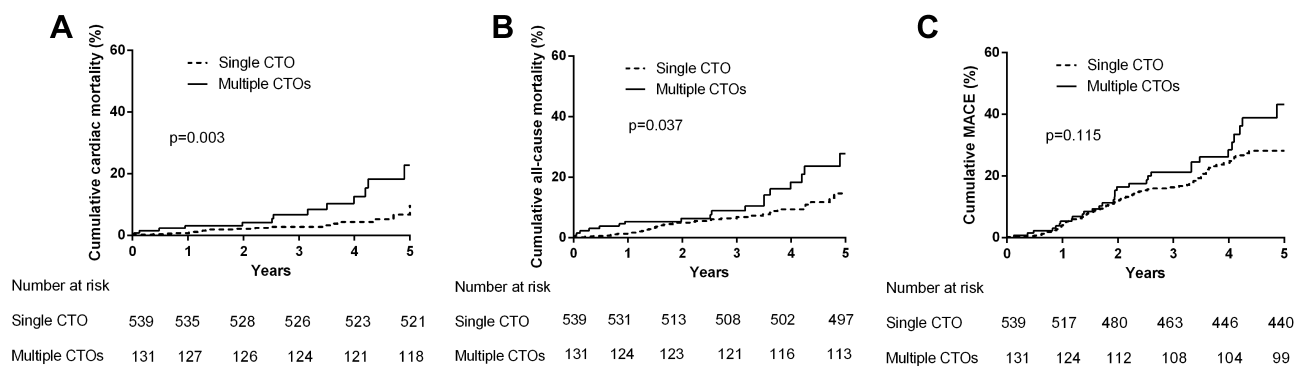 A
Cumulative cardiac mortality (%)
60
40
20
0
Single CTO
Multiple CTOs
p=0.003
0 1 2 3 4 5
Years
Number at risk
Single CTO 539 535 528 526 523 521
Multiple CTOs 131 127 126 124 121 118
B
Cumulative all-cause mortality (%)
60
40
20
0
Single CTO
Multiple CTOs
p=0.037
0 1 2 3 4 5
Years
Number at risk
Single CTO 539 531 513 508 502 497
Multiple CTOs 131 124 123 121 116 113
C
Cumulative MACE (%)
60
40
20
0
Single CTO
Multiple CTOs
p=0.115
0 1 2 3 4 5
Years
Number at risk
Single CTO 539 517 480 463 446 440
Multiple CTOs 131 124 112 108 104 99